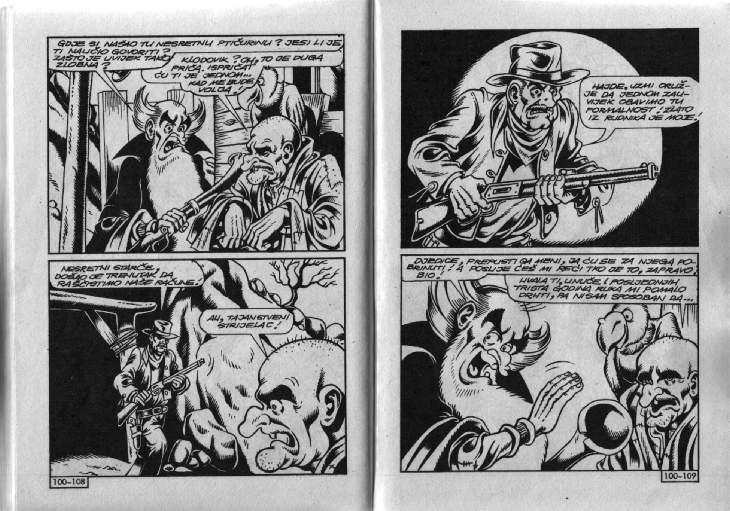 GDJE SI NAŠAO TU NESRETNU PTIČURINU? JESI LI JE
TI NAUČIO GOVORITI?
ZAŠTO JE UVIJEK TAKO
ZLOBNA?
KLODOVIK? OH, TO JE DUGA
PRIČA. ISPRIČAT
ĆU TI JE JEDNOM...
KAD ME BUDE
VOLJA.
NESRETNI STARČE,
DOŠAO JE TRENUTAK DA
RAŠČISTIMO NAŠE RAČUNE!
AH, TAJANSTVENI
STRIJELAC!
100-108
HAJDE, UZMI ORUŽ-
JE DA JEDNOM ZAU-
VIJEK OBAVIMO TU
FORMALNOST! ZLATO
IZ RUDNIKA JE MOJE!
DJEDICE, PREPUSTI GA MENI, JA ĆU SE ZA NJEGA PO-
BRINUTI! A POSLIJE ĆEŠ MI REĆI TKO JE TO, ZAPRAVO,
BIO!
HVALA TI, UNUČE! POSLJEDNJIH
TRISTA GODINA RUKA MI POMALO
DRHTI, PA NISAM SPOSOBAN DA...
100-109